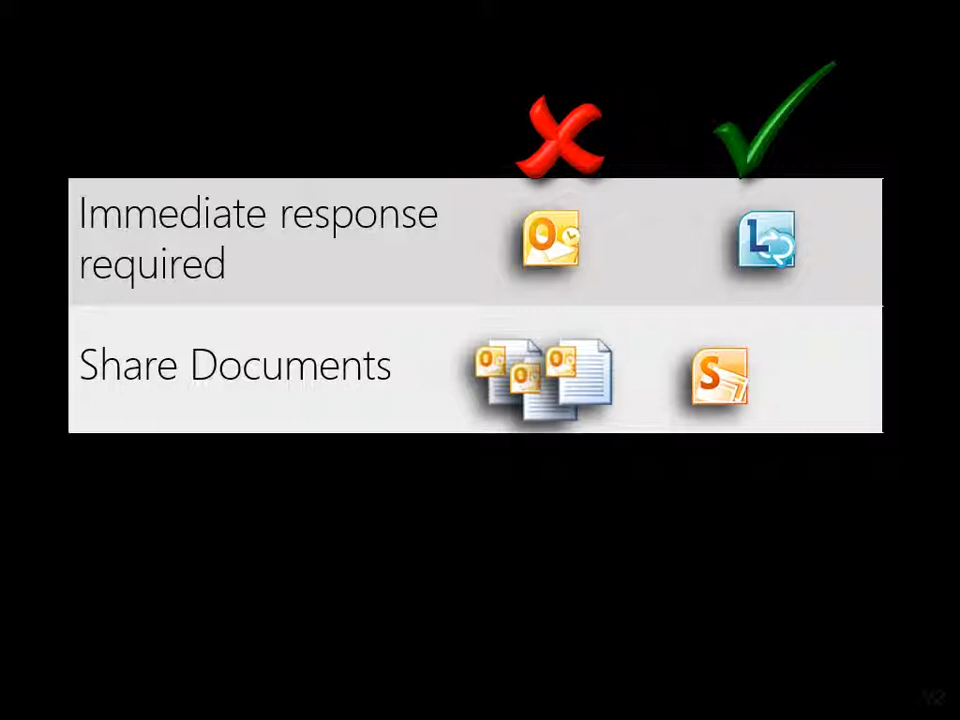 Immediate response
required
O
L
Share Documents
O
O
O
S